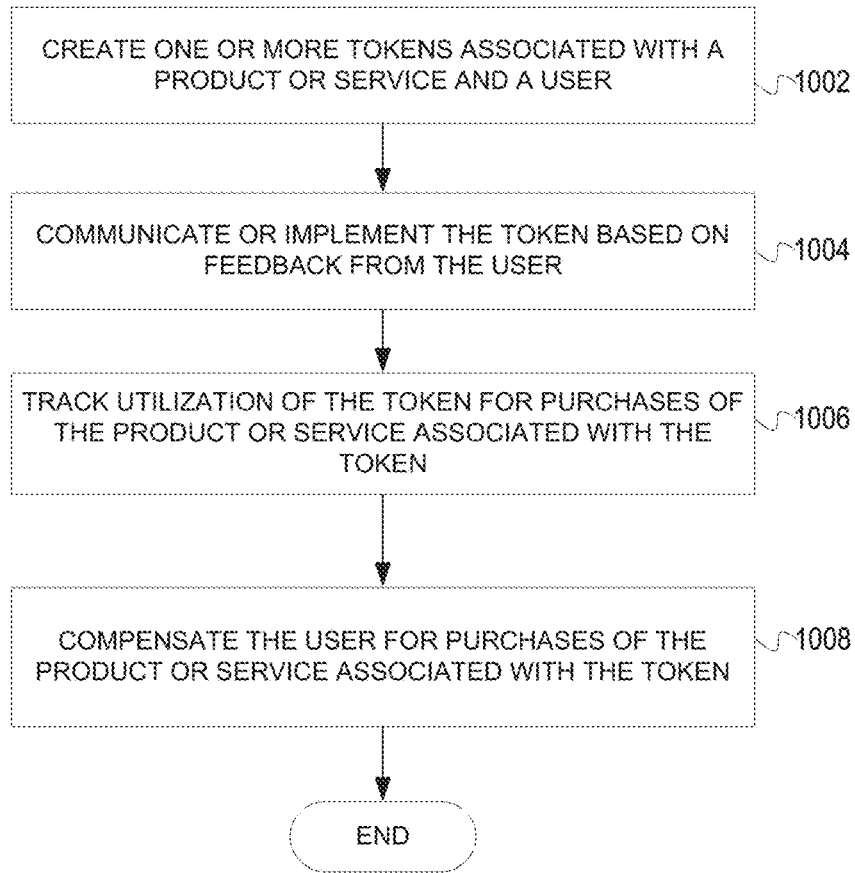 CREATE ONE OR MORE TOKENS ASSOCIATED WITH A
PRODUCT OR SERVICE AND A USER
1002
COMMUNICATE OR IMPLEMENT THE TOKEN BASED ON
FEEDBACK FROM THE USER
1004
TRACK UTILIZATION OF THE TOKEN FOR PURCHASES OF
THE PRODUCT OR SERVICE ASSOCIATED WITH THE
TOKEN
1006
COMPENSATE THE USER FOR PURCHASES OF THE
PRODUCT OR SERVICE ASSOCIATED WITH THE TOKEN
1008
END